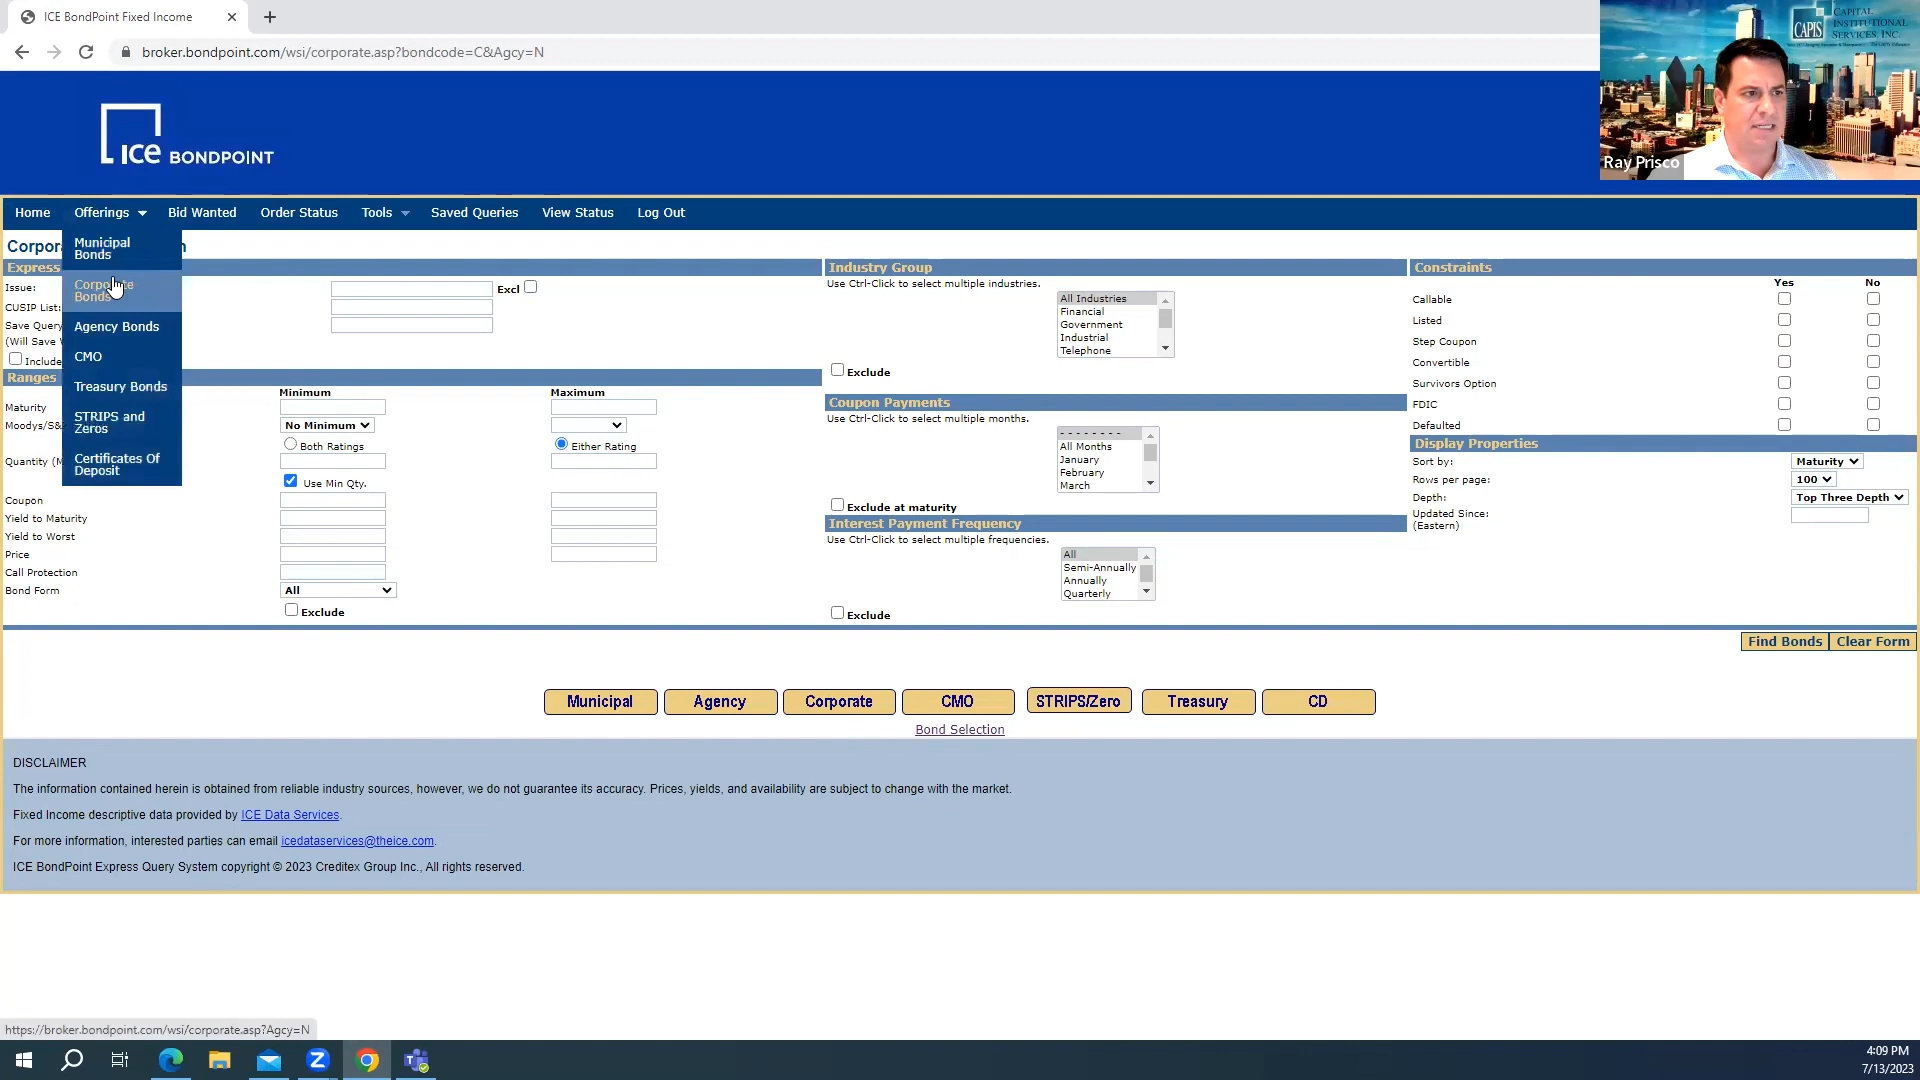 ICE BondPoint Fixed Income
broker.bondpoint.com/wsi/corporate.asp?bondcode=C&Agcy=N
CAPIS
CAPITAL
INSTITUTIONAL
SERVICES, INC.
Ray Prisco
ice BONDPOINT
Home Offerings Bid Wanted Order Status Tools Saved Queries View Status Log Out
Municipal
Bonds
Corporate
Bonds
Agency Bonds
CMO
Treasury Bonds
STRIPS and
Zeros
Certificates Of
Deposit
Corpor
Express
Issue:
Excl
CUSIP List:
Save Query
(Will Save
Include
Ranges
Minimum Maximum
Maturity
Moodys/S&
No Minimum
Both Ratings Either Rating
Quantity (M
Use Min Qty.
Coupon
Yield to Maturity
Yield to Worst
Price
Call Protection
Bond Form All
Exclude
Industry Group
Use Ctrl-Click to select multiple industries.
All Industries
Financial
Government
Industrial
Telephone
Exclude
Coupon Payments
Use Ctrl-Click to select multiple months.
- - - - - - - -
All Months
January
February
March
Exclude at maturity
Interest Payment Frequency
Use Ctrl-Click to select multiple frequencies.
All
Semi-Annually
Annually
Quarterly
Exclude
Constraints
Yes No
Callable
Listed
Step Coupon
Convertible
Survivors Option
FDIC
Defaulted
Display Properties
Sort by: Maturity
Rows per page: 100
Depth: Top Three Depth
Updated Since:
(Eastern)
Find Bonds Clear Form
Municipal Agency Corporate CMO STRIPS/Zero Treasury CD
Bond Selection
DISCLAIMER
The information contained herein is obtained from reliable industry sources, however, we do not guarantee its accuracy. Prices, yields, and availability are subject to change with the market.
Fixed Income descriptive data provided by ICE Data Services.
For more information, interested parties can email icedataservices@theice.com.
ICE BondPoint Express Query System copyright © 2023 Creditex Group Inc., All rights reserved.
https://broker.bondpoint.com/wsi/corporate.asp?Agcy=N
4:09 PM
7/13/2023